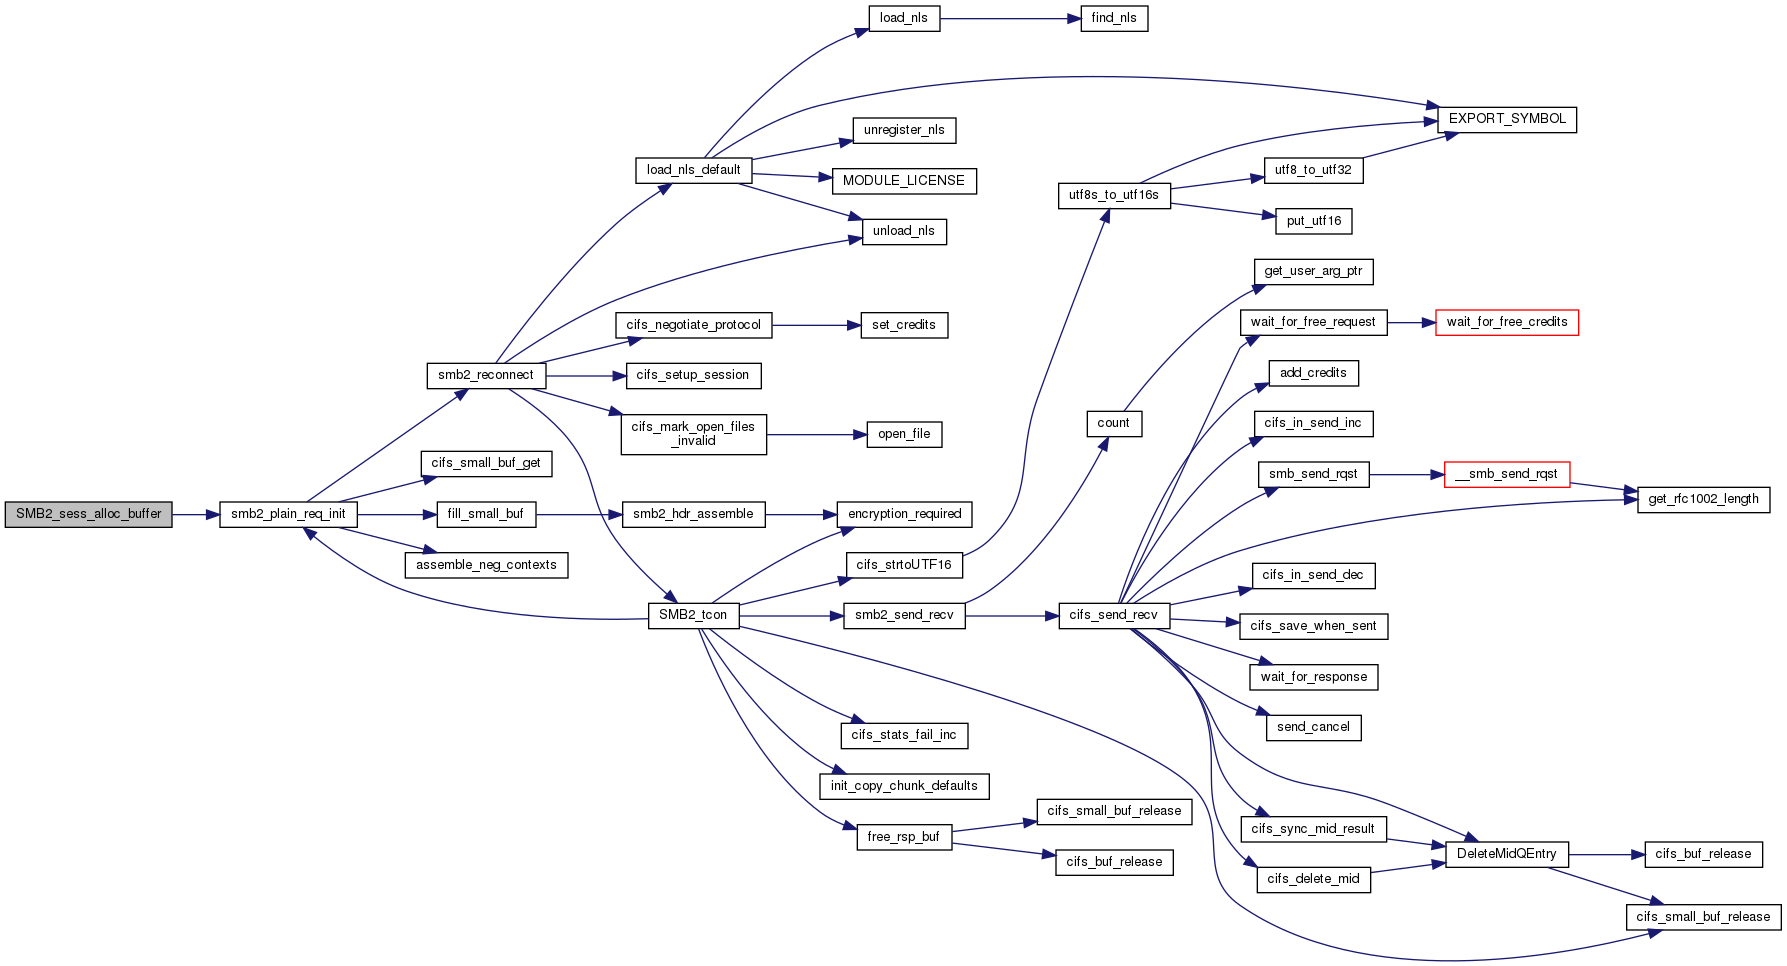 load_nls
find_nls
EXPORT_SYMBOL
unregister_nls
load_nls_default
utf8_to_utf32
MODULE_LICENSE
utf8s_to_utf16s
put_utf16
unload_nls
get_user_arg_ptr
cifs_negotiate_protocol
set_credits
wait_for_free_request
wait_for_free_credits
smb2_reconnect
cifs_setup_session
add_credits
cifs_mark_open_files
_invalid
open_file
count
cifs_in_send_inc
cifs_small_buf_get
smb_send_rqst
__smb_send_rqst
get_rfc1002_length
SMB2_sess_alloc_buffer
smb2_plain_req_init
fill_small_buf
smb2_hdr_assemble
encryption_required
assemble_neg_contexts
cifs_strtoUTF16
cifs_in_send_dec
SMB2_tcon
smb2_send_recv
cifs_send_recv
cifs_save_when_sent
wait_for_response
cifs_stats_fail_inc
send_cancel
init_copy_chunk_defaults
cifs_small_buf_release
free_rsp_buf
cifs_sync_mid_result
cifs_buf_release
DeleteMidQEntry
cifs_buf_release
cifs_delete_mid
cifs_small_buf_release